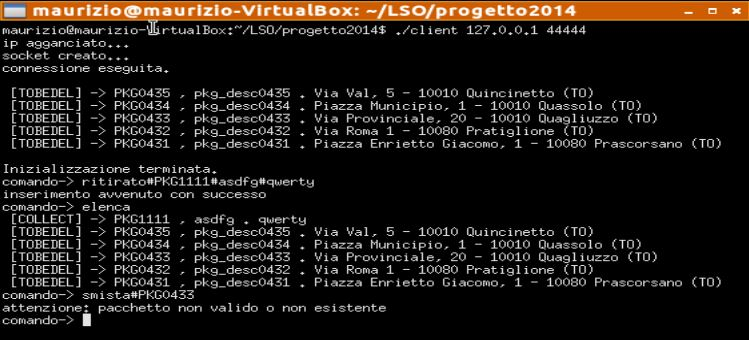 maurizio@maurizio-VirtualBox: ~/LSO/progetto2014
maurizio@maurizio-VirtualBox:~/LSO/progetto2014$ ./client 127.0.0.1 44444
ip agganciato...
socket creato...
connessione eseguita.
[TOBEDEL] -> PKG0435 , pkg_desc0435 . Via Val, 5 - 10010 Quincinetto (TO)
[TOBEDEL] -> PKG0434 , pkg_desc0434 . Piazza Municipio, 1 - 10010 Quassolo (TO)
[TOBEDEL] -> PKG0433 , pkg_desc0433 . Via Provinciale, 20 - 10010 Quagliuzzo (TO)
[TOBEDEL] -> PKG0432 , pkg_desc0432 . Via Roma 1 - 10080 Pratiglione (TO)
[TOBEDEL] -> PKG0431 , pkg_desc0431 . Piazza Enrietto Giacomo, 1 - 10080 Prascorsano (TO)
Inizializzazione terminata.
comando-> ritirato#PKG1111#asdfg#qwerty
inserimento avvenuto con successo
comando-> elenca
[COLLECT] -> PKG1111 , asdfg . qwerty
[TOBEDEL] -> PKG0435 , pkg_desc0435 . Via Val, 5 - 10010 Quincinetto (TO)
[TOBEDEL] -> PKG0434 , pkg_desc0434 . Piazza Municipio, 1 - 10010 Quassolo (TO)
[TOBEDEL] -> PKG0433 , pkg_desc0433 . Via Provinciale, 20 - 10010 Quagliuzzo (TO)
[TOBEDEL] -> PKG0432 , pkg_desc0432 . Via Roma 1 - 10080 Pratiglione (TO)
[TOBEDEL] -> PKG0431 , pkg_desc0431 . Piazza Enrietto Giacomo, 1 - 10080 Prascorsano (TO)
comando-> smista#PKG0433
attenzione: pacchetto non valido o non esistente
comando->